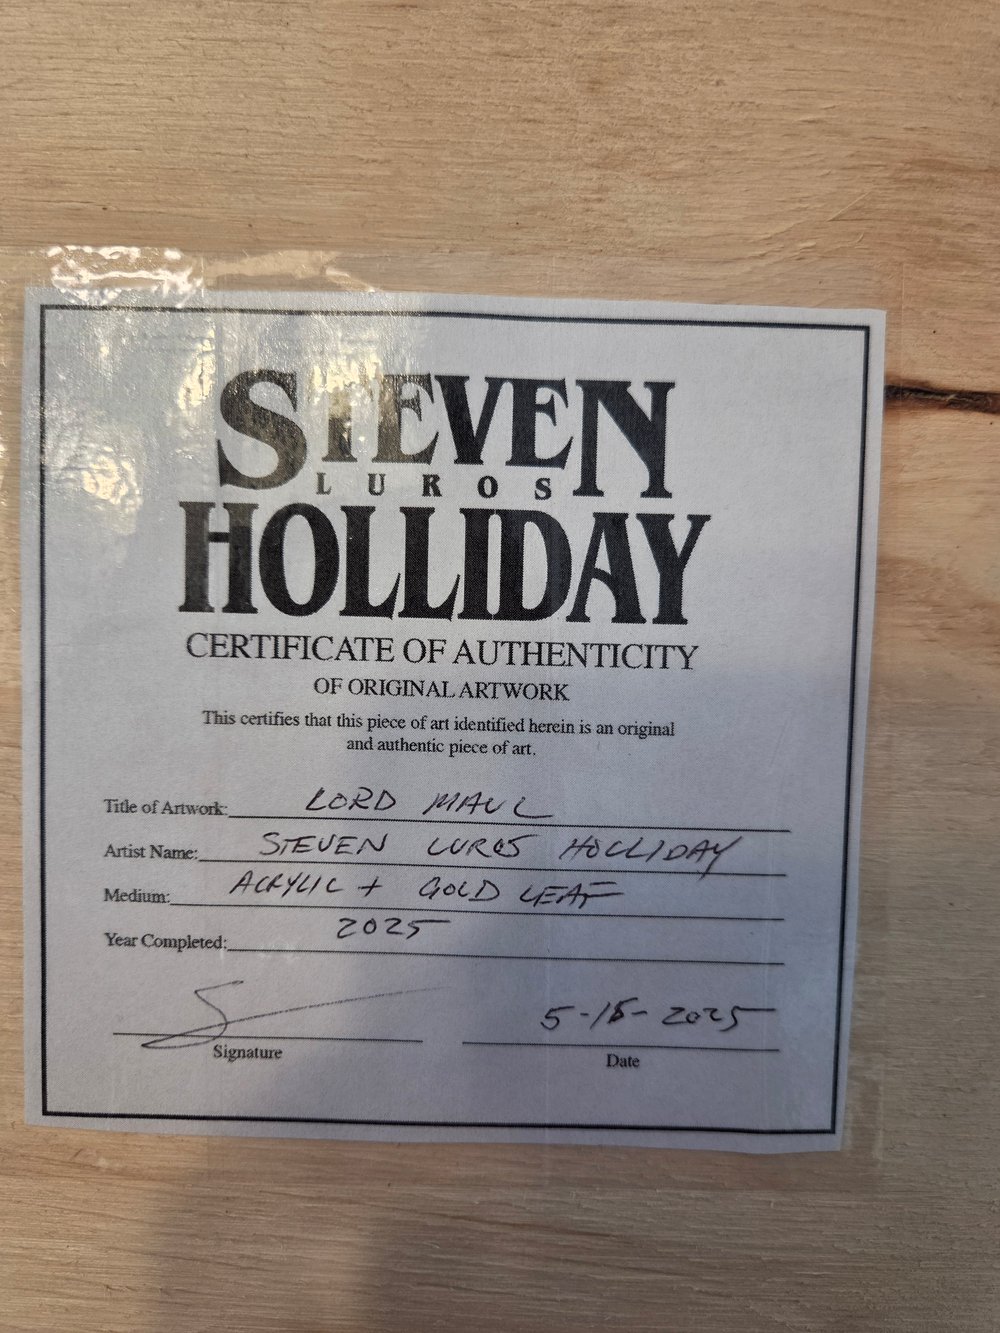 STEVEN
LUROS
HOLLIDAY
CERTIFICATE OF AUTHENTICITY
OF ORIGINAL ARTWORK
This certifies that this piece of art identified herein is an original
and authentic piece of art.
Title of Artwork: LORD MAUL
Artist Name: STEVEN LUROS HOLLIDAY
Medium: ACRYLIC + GOLD LEAF
Year Completed: 2025
5-15-2025
Signature Date